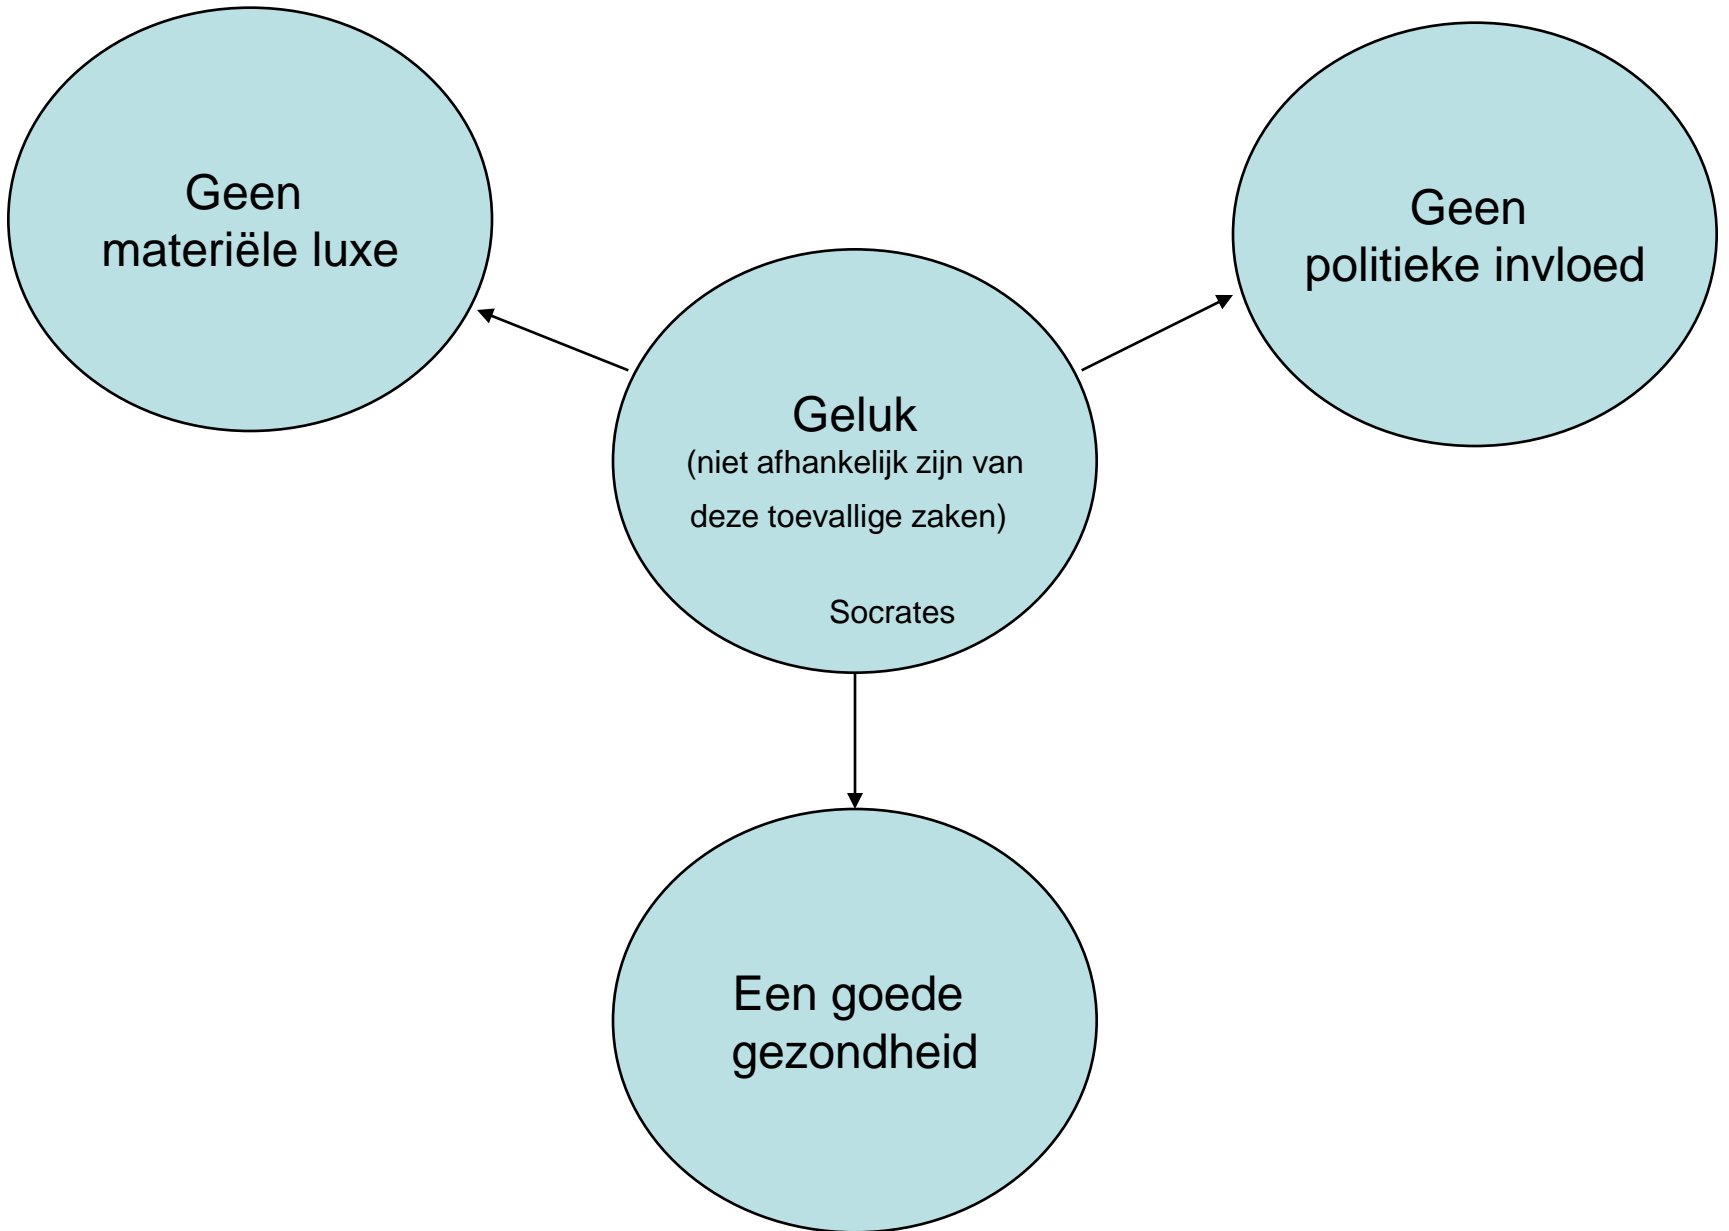 Geen
materiële luxe
Geen
politieke invloed
Geluk
(niet afhankelijk zijn van
deze toevallige zaken)
Socrates
Een goede
gezondheid